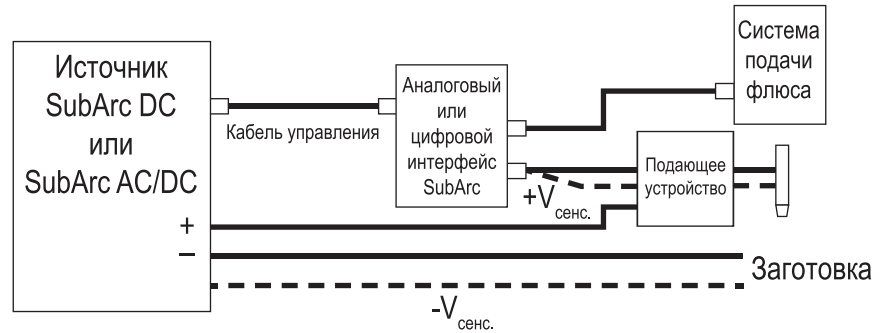 Источник
SubArc DC
или
SubArc AC/DC
+
–
Кабель управления
Аналоговый
или
цифровой
интерфейс
SubArc
Система
подачи
флюса
Подающее
устройство
+Vсенс.
Заготовка
-Vсенс.